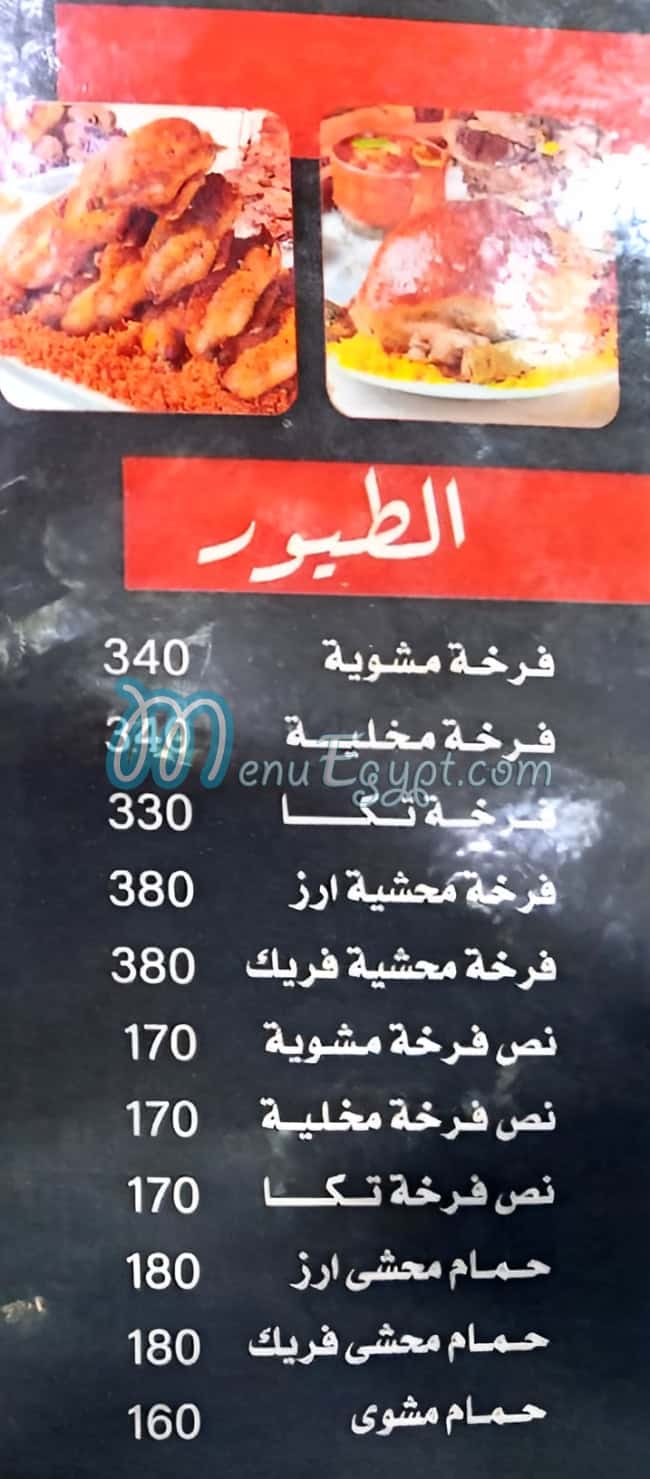 الطيور
فرخة مشوية 340
فرخة مخلية 340
MenuEgypt.com
فرخة تكا 330
فرخة محشية ارز 380
فرخة محشية فريك 380
نص فرخة مشوية 170
نص فرخة مخلية 170
نص فرخة تكا 170
حمام محشى ارز 180
حمام محشى فريك 180
حمام مشوى 160